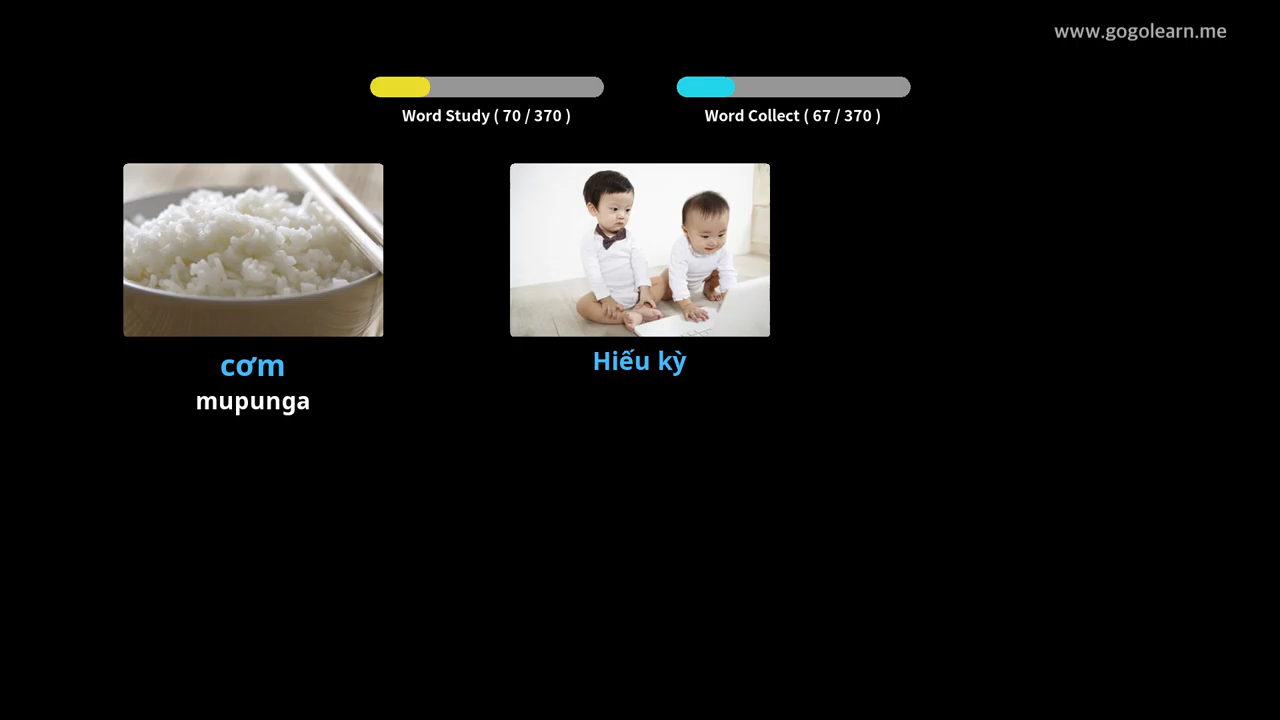 www.gogolearn.me
Word Study ( 70 / 370 )
Word Collect ( 67 / 370 )
cơm
mupunga
Hiếu kỳ